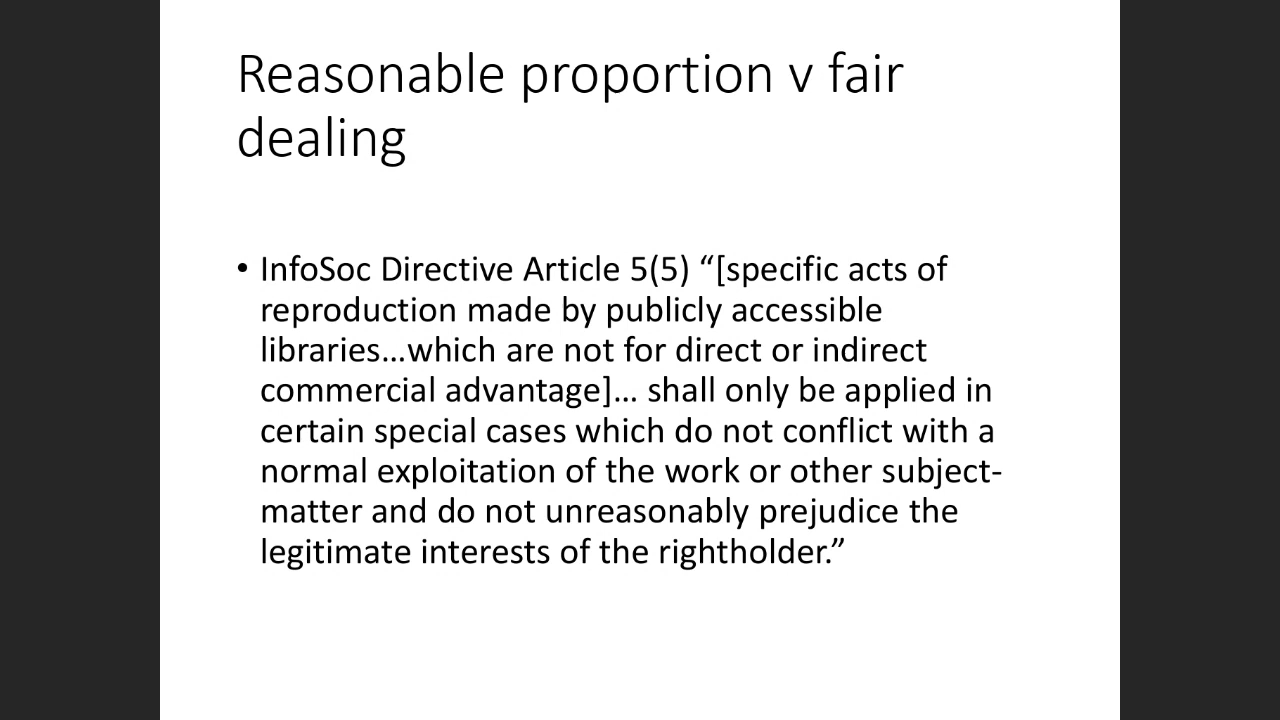 Reasonable proportion v fair
dealing
• InfoSoc Directive Article 5(5) “[specific acts of
reproduction made by publicly accessible
libraries…which are not for direct or indirect
commercial advantage]… shall only be applied in
certain special cases which do not conflict with a
normal exploitation of the work or other subject-
matter and do not unreasonably prejudice the
legitimate interests of the rightholder.”